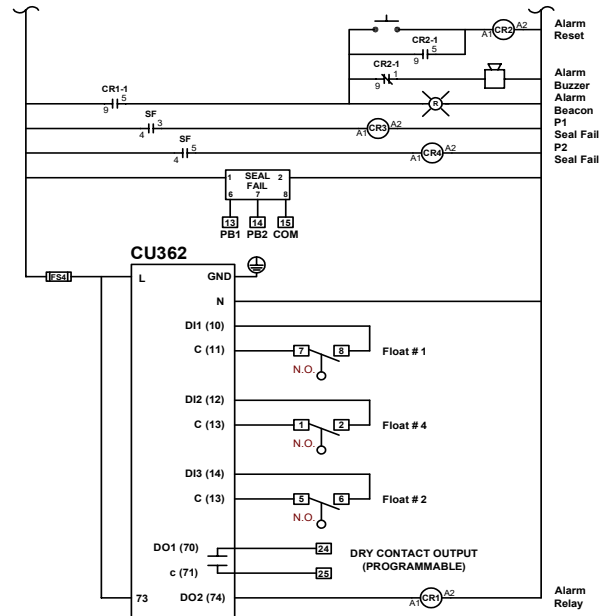 A1 CR2 A2
Alarm
Reset
CR2-1
9 5
CR2-1
9 1
Alarm
Buzzer
CR1-1
9 5
R
Alarm
Beacon
SF
4 3
A1 CR3 A2
P1
Seal Fail
SF
4 5
A1 CR4 A2
P2
Seal Fail
1 SEAL 2
FAIL
6 7 8
13 14 15
PB1 PB2 COM
CU362
FS4
L
GND
N
DI1 (10)
C (11)
7 8
Float # 1
N.O.
DI2 (12)
C (13)
1 2
Float # 4
N.O.
DI3 (14)
C (13)
5 6
Float # 2
N.O.
DO1 (70)
24
DRY CONTACT OUTPUT
(PROGRAMMABLE)
c (71)
25
73
DO2 (74)
A1 CR1 A2
Alarm
Relay